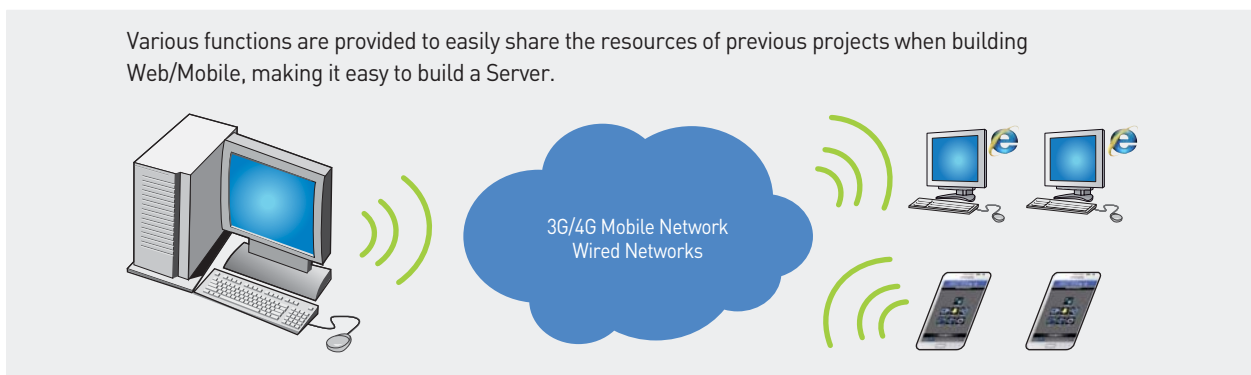 Various functions are provided to easily share the resources of previous projects when building
Web/Mobile, making it easy to build a Server.
3G/4G Mobile Network
Wired Networks